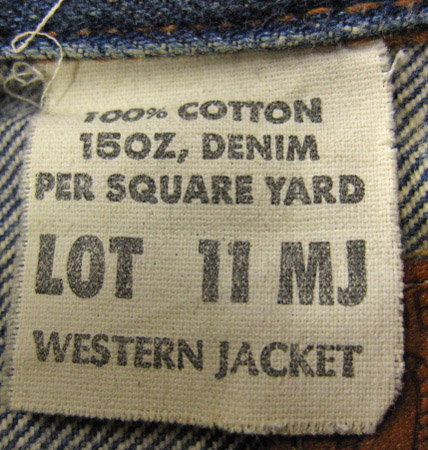 100% COTTON
15OZ, DENIM
PER SQUARE YARD
LOT 11 MJ
WESTERN JACKET